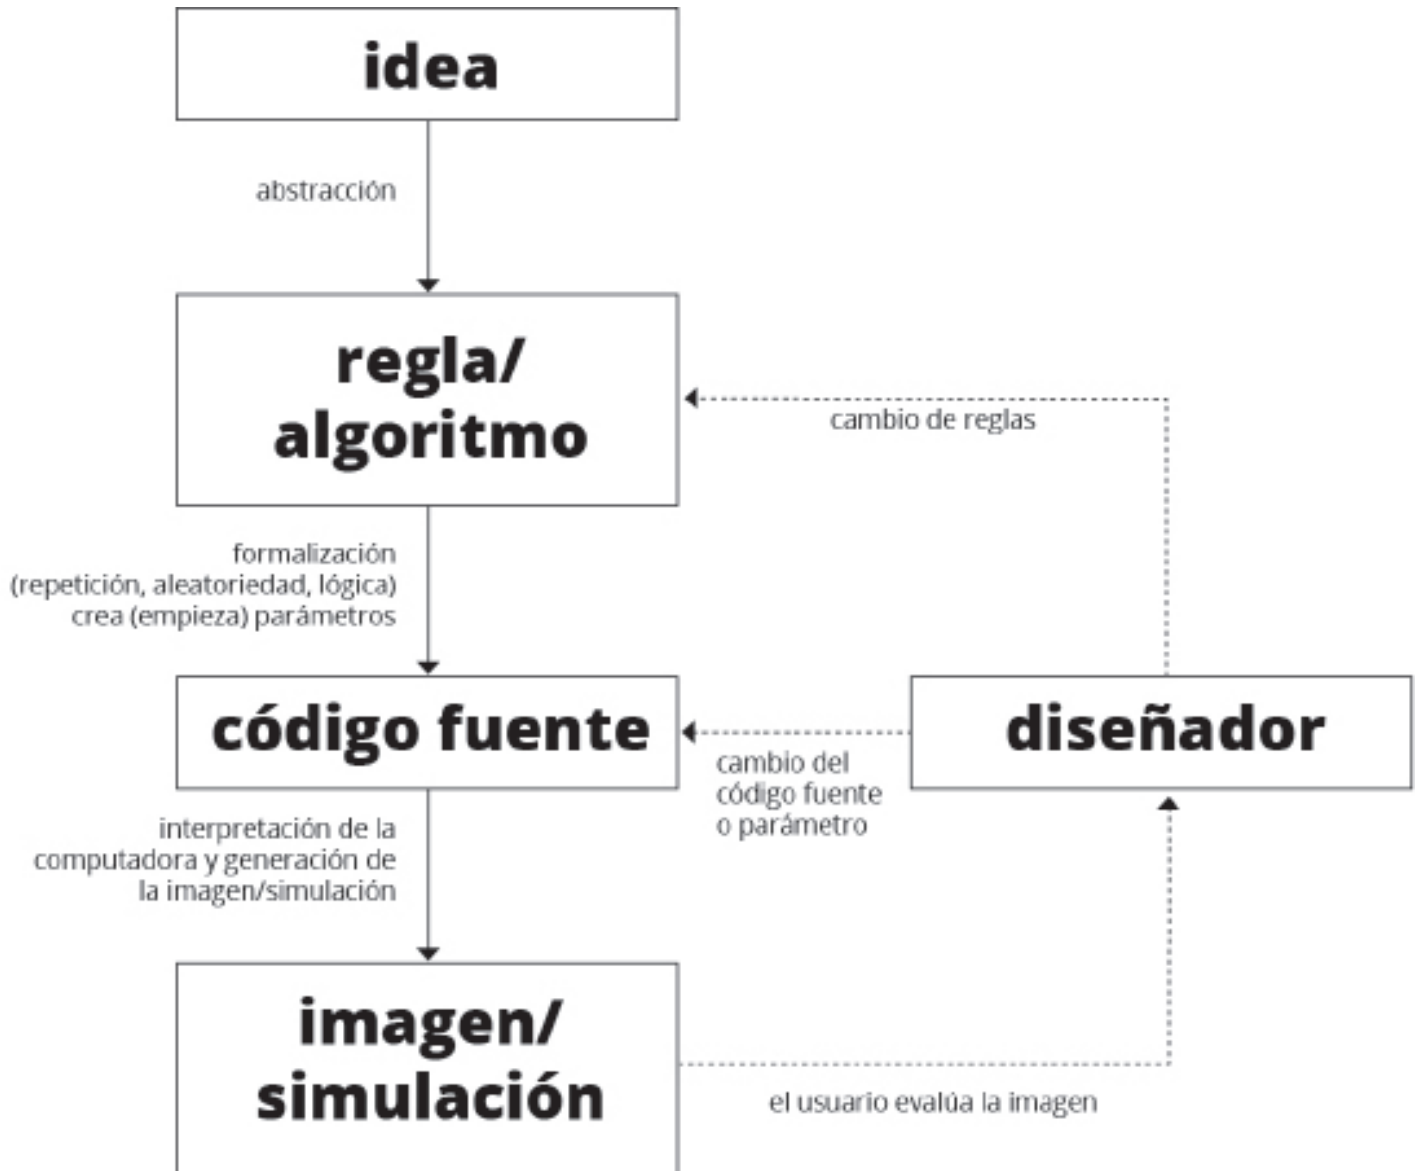 idea
abstracción
regla/
algoritmo
cambio de reglas
formalización
(repetición, aleatoriedad, lógica)
crea (empieza) parámetros
código fuente
diseñador
cambio del
código fuente
o parámetro
interpretación de la
computadora y generación de
la imagen/simulación
imagen/
simulación
el usuario evalúa la imagen